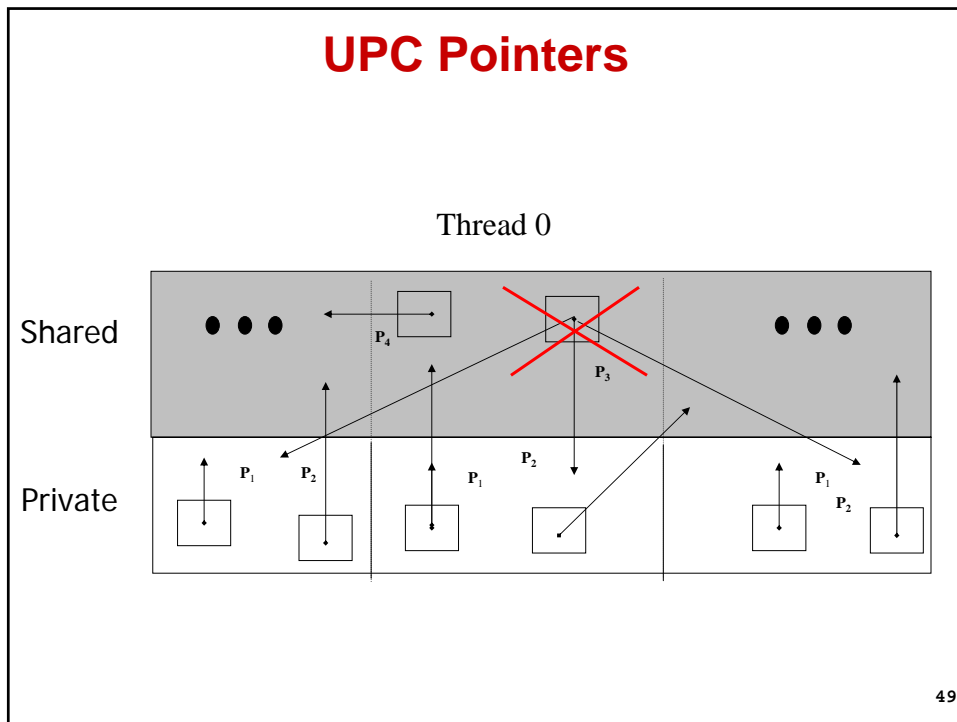 UPC Pointers
Thread 0
Shared
P4
P3
P1
P2
P1
P2
P1
P2
Private
49